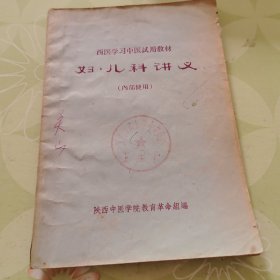 西医学习中医试用教材
妇·儿科讲义
(内部使用)
陕西中医学院教育革命组编